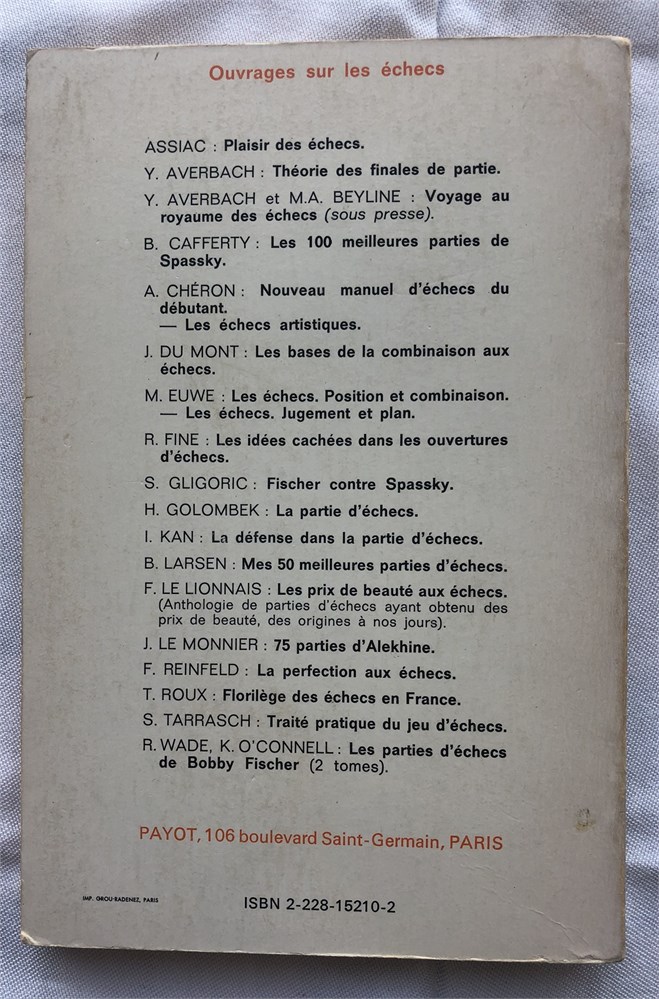 Ouvrages sur les échecs
ASSIAC : Plaisir des échecs.
Y. AVERBACH : Théorie des finales de partie.
Y. AVERBACH et M.A. BEYLINE : Voyage au
royaume des échecs (sous presse).
B. CAFFERTY : Les 100 meilleures parties de
Spassky.
A. CHÉRON : Nouveau manuel d'échecs du
débutant.
— Les échecs artistiques.
J. DU MONT : Les bases de la combinaison aux
échecs.
M. EUWE : Les échecs. Position et combinaison.
— Les échecs. Jugement et plan.
R. FINE : Les idées cachées dans les ouvertures
d'échecs.
S. GLIGORIC : Fischer contre Spassky.
H. GOLOMBEK : La partie d'échecs.
I. KAN : La défense dans la partie d'échecs.
B. LARSEN : Mes 50 meilleures parties d'échecs.
F. LE LIONNAIS : Les prix de beauté aux échecs.
(Anthologie de parties d'échecs ayant obtenu des
prix de beauté, des origines à nos jours).
J. LE MONNIER : 75 parties d'Alekhine.
F. REINFELD : La perfection aux échecs.
T. ROUX : Florilège des échecs en France.
S. TARRASCH : Traité pratique du jeu d'échecs.
R. WADE, K. O'CONNELL : Les parties d'échecs
de Bobby Fischer (2 tomes).
PAYOT, 106 boulevard Saint-Germain, PARIS
IMP. GROU-RADENEZ, PARIS
ISBN 2-228-15210-2